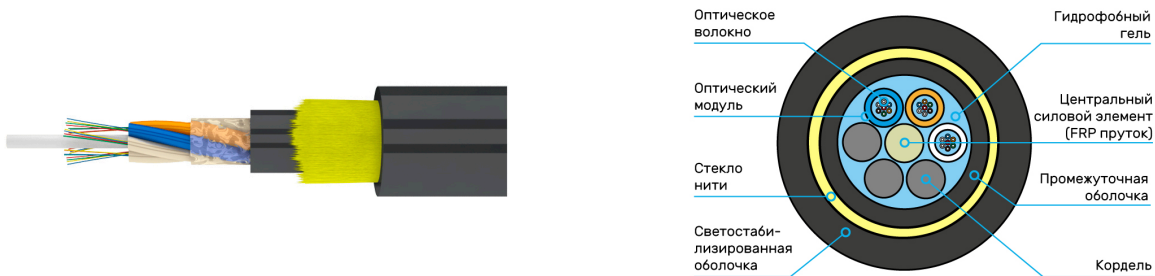 Оптическое
волокно
Оптический
модуль
Стекло
нити
Светостаби-
лизированная
оболочка
Гидрофобный
гель
Центральный
силовой элемент
(FRP пруток)
Промежуточная
оболочка
Кордель